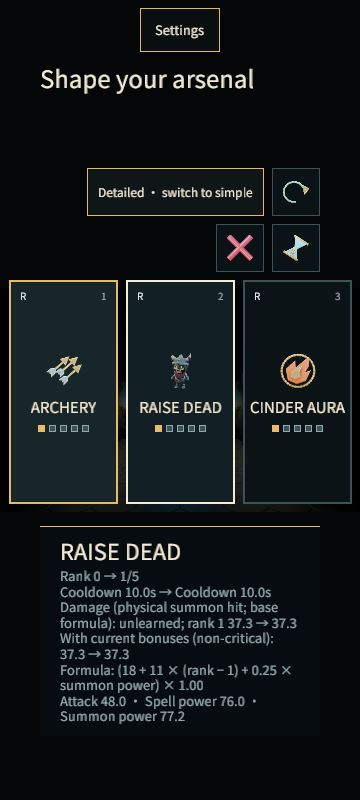 Settings
Shape your arsenal
Detailed • switch to simple
R 1
R 2
R 3
ARCHERY
RAISE DEAD
CINDER AURA
RAISE DEAD
Rank 0 → 1/5
Cooldown 10.0s → Cooldown 10.0s
Damage (physical summon hit; base
formula): unlearned; rank 1 37.3 → 37.3
With current bonuses (non-critical):
37.3 → 37.3
Formula: (18 + 11 × (rank − 1) + 0.25 ×
summon power) × 1.00
Attack 48.0 • Spell power 76.0 •
Summon power 77.2